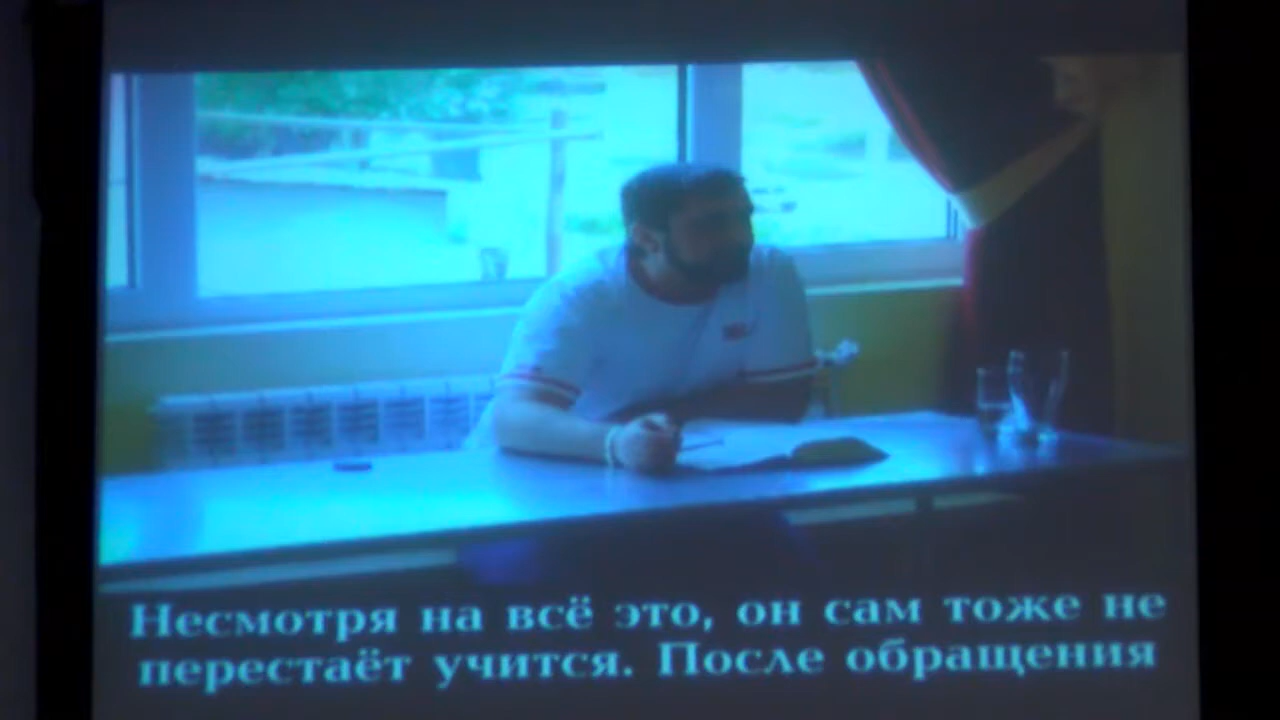 Несмотря на всё это, он сам тоже не
перестаёт учится. После обращения